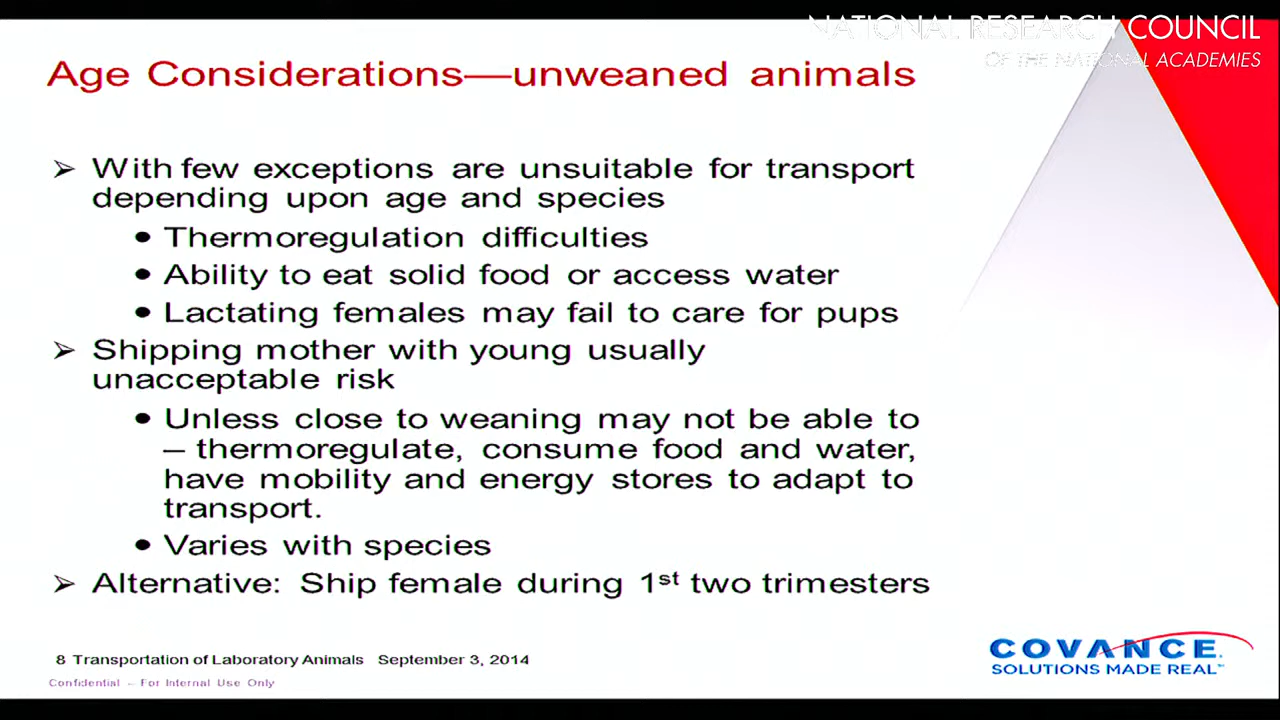 NATIONAL RESEARCH COUNCIL
OF THE NATIONAL ACADEMIES
Age Considerations—unweaned animals
➢ With few exceptions are unsuitable for transport
depending upon age and species
• Thermoregulation difficulties
• Ability to eat solid food or access water
• Lactating females may fail to care for pups
➢ Shipping mother with young usually
unacceptable risk
• Unless close to weaning may not be able to
– thermoregulate, consume food and water,
have mobility and energy stores to adapt to
transport.
• Varies with species
➢ Alternative: Ship female during 1st two trimesters
8 Transportation of Laboratory Animals September 3, 2014
Confidential – For Internal Use Only
COVANCE
SOLUTIONS MADE REAL℠